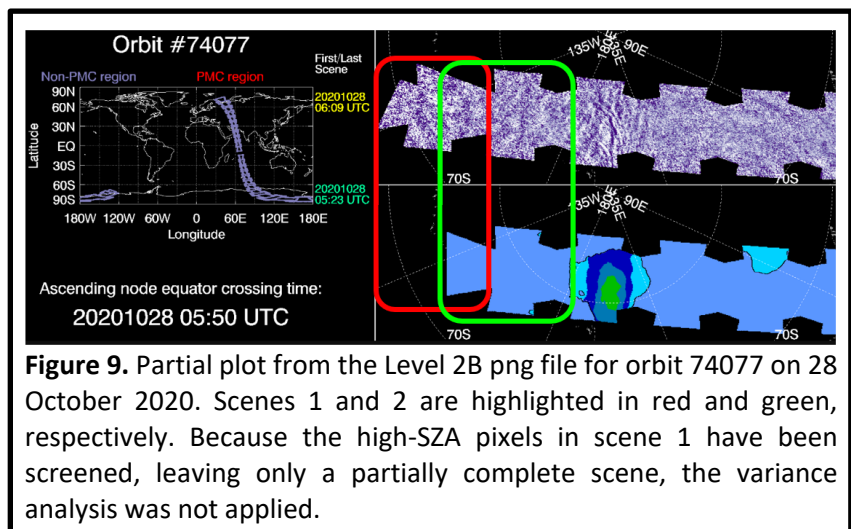 Orbit #74077
First/Last
Scene
Non-PMC region
PMC region
90N
60N
30N
EQ
30S
60S
90S
Latitude
180W 120W 60W 0 60E 120E 180E
Longitude
20201028
06:09 UTC
20201028
05:23 UTC
Ascending node equator crossing time:
20201028 05:50 UTC
135W
180E
90E
70S
70S
135W
180E
90E
70S
70S
Figure 9. Partial plot from the Level 2B png file for orbit 74077 on 28
October 2020. Scenes 1 and 2 are highlighted in red and green,
respectively. Because the high-SZA pixels in scene 1 have been
screened, leaving only a partially complete scene, the variance
analysis was not applied.